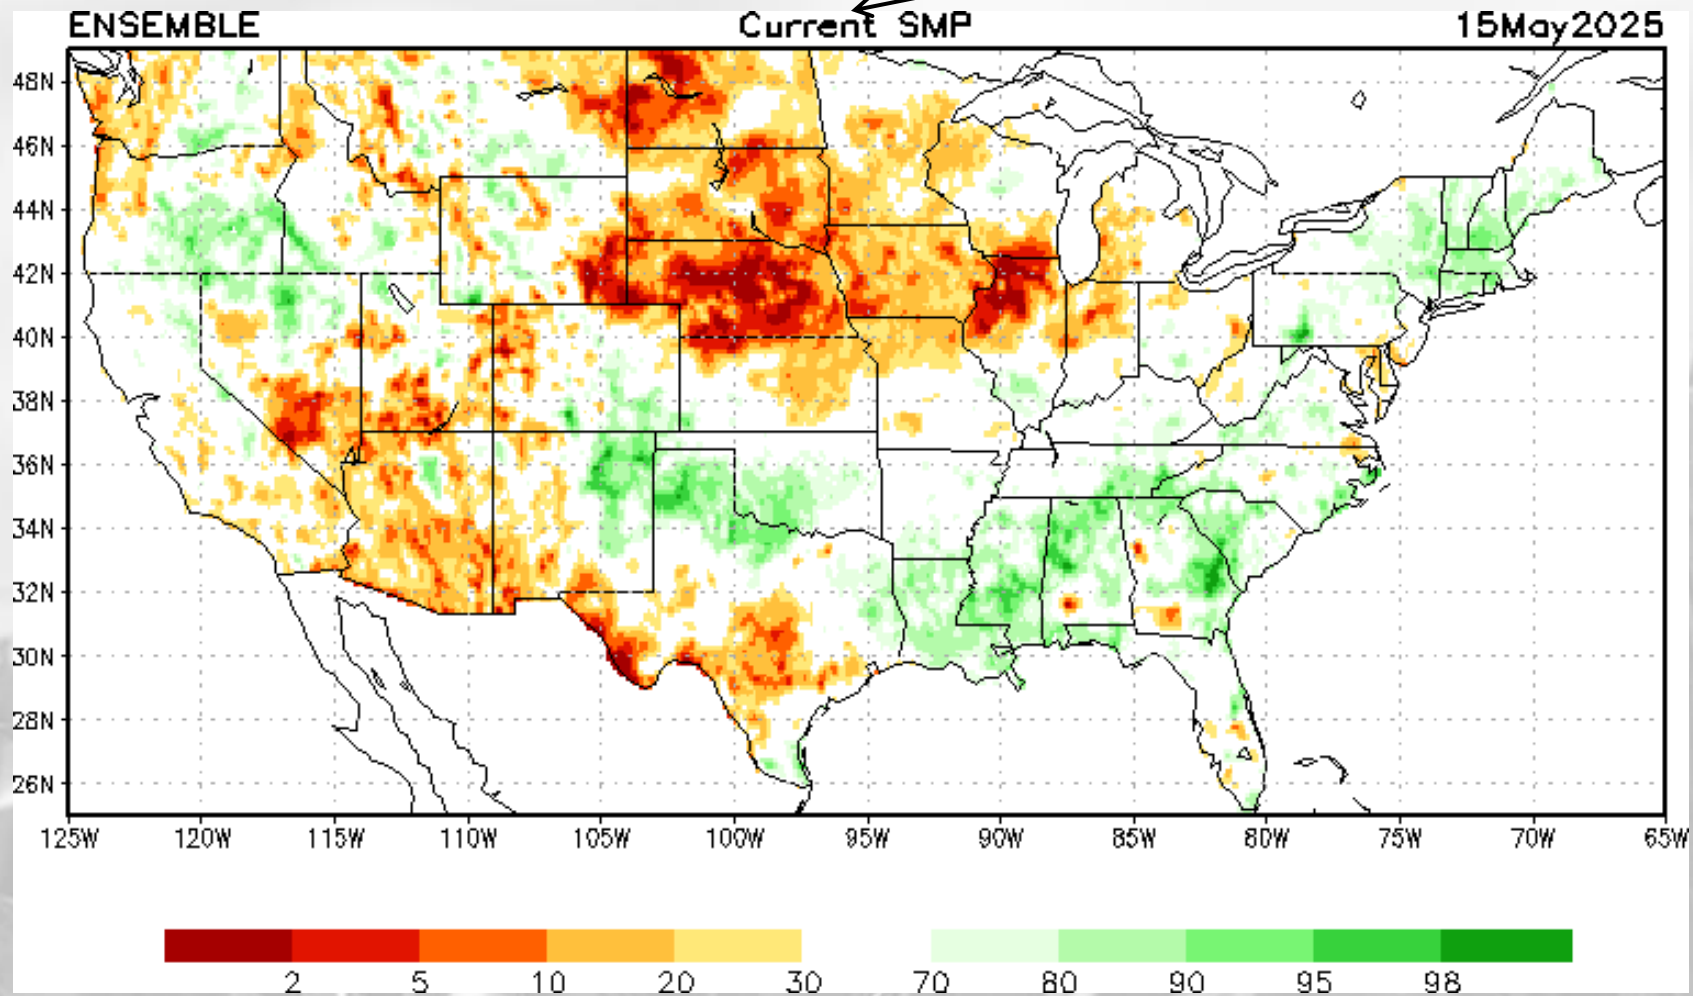 ENSEMBLE Current SMP 15May2025
48N
46N
44N
42N
40N
38N
36N
34N
32N
30N
28N
26N
125W 120W 115W 110W 105W 100W 95W 90W 85W 80W 75W 70W 65W
2 5 10 20 30 70 80 90 95 98